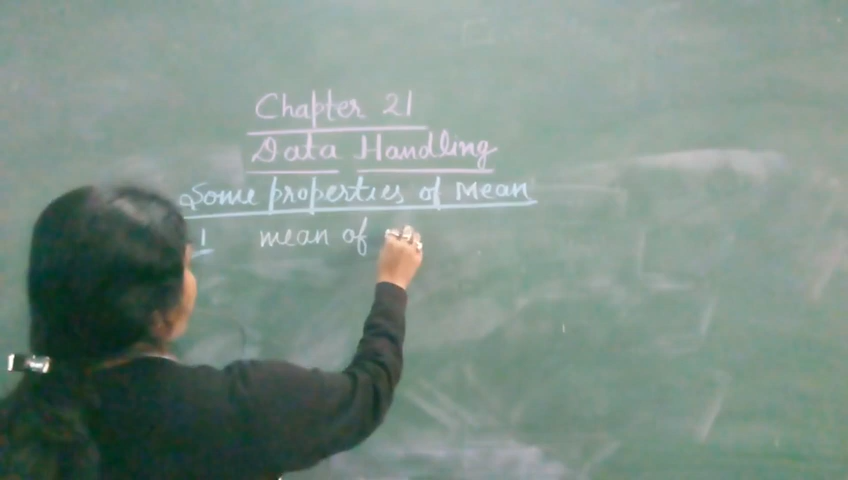 Chapter 21
Data Handling
Some properties of Mean
1 mean of